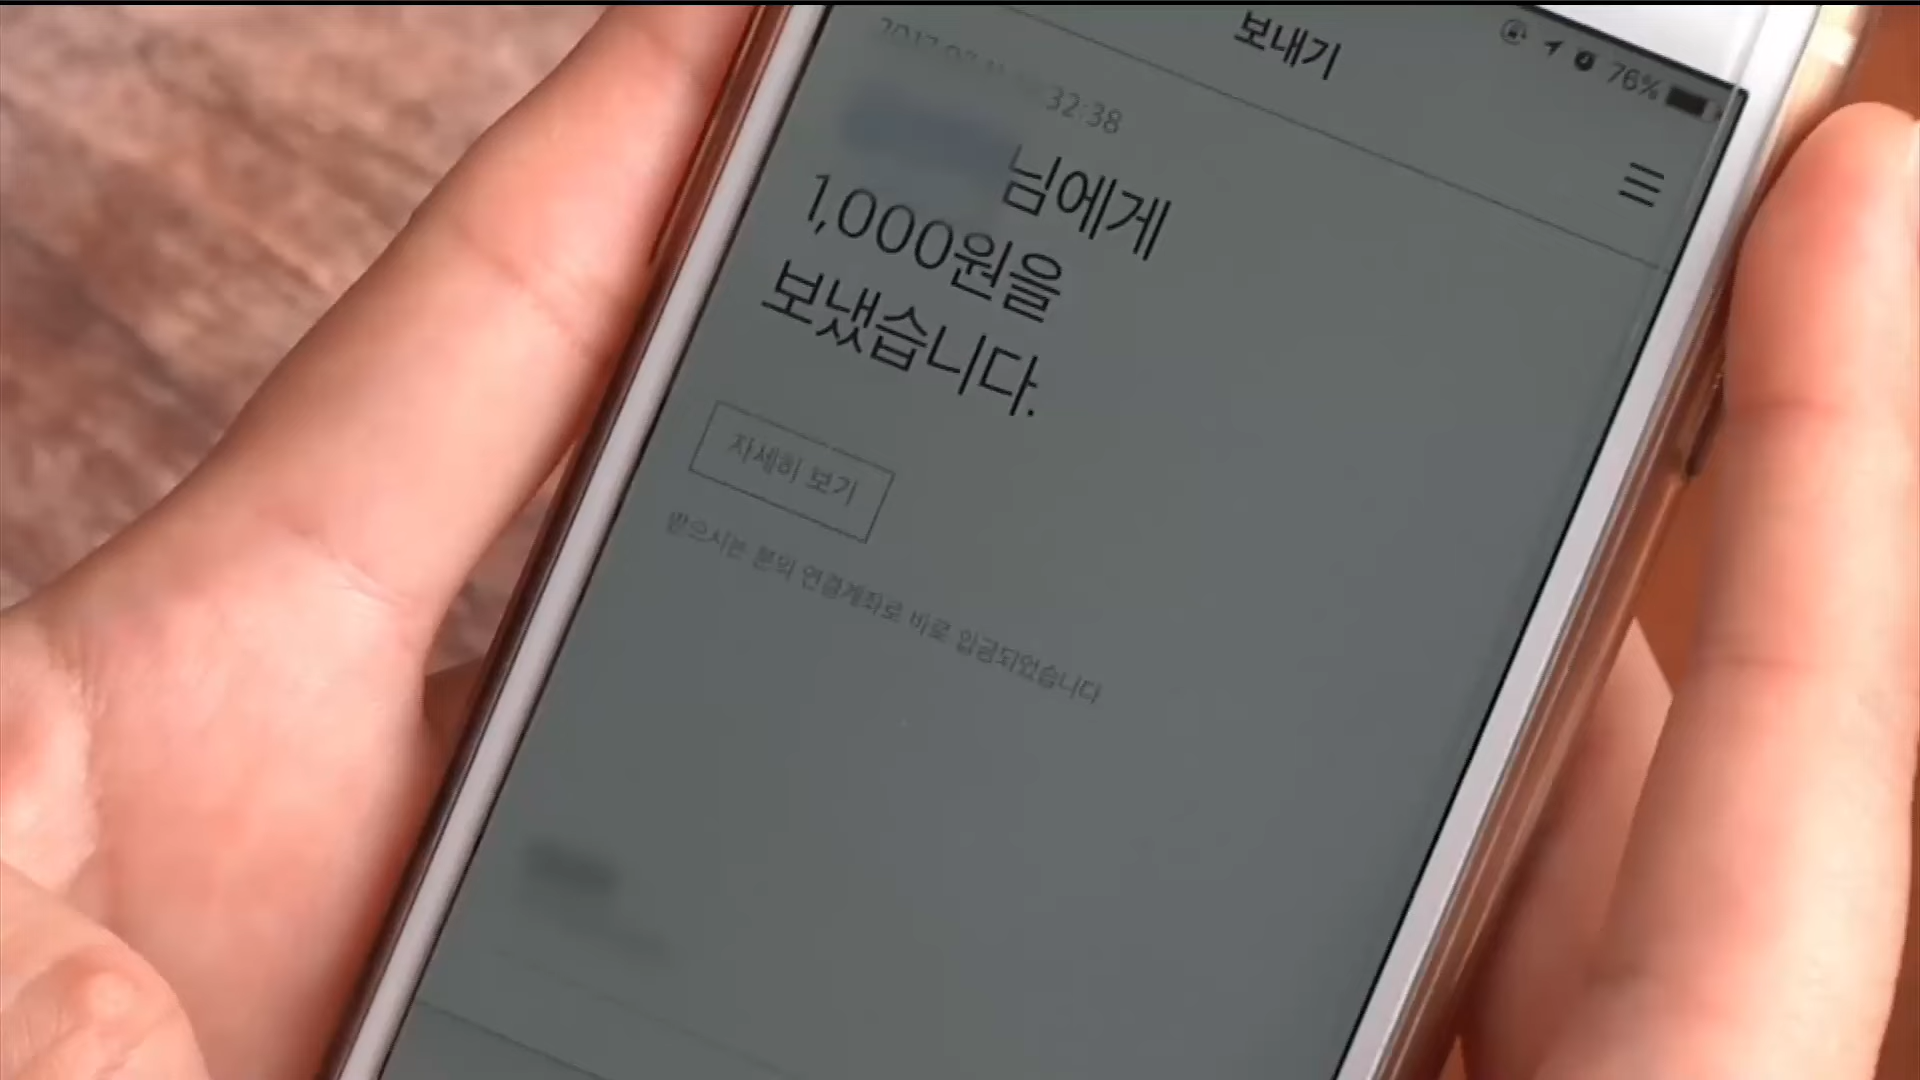 보내기
76%
32:38
님에게
1,000원을
보냈습니다.
자세히 보기
받으시는 분의 연결계좌로 바로 입금되었습니다